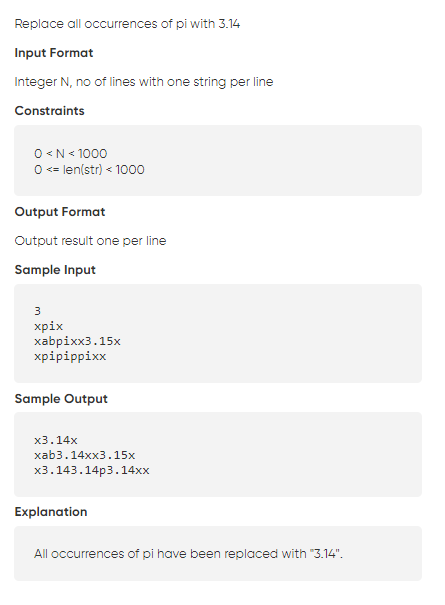 Replace all occurrences of pi with 3.14
Input Format
Integer N, no of lines with one string per line
Constraints
0 < N < 1000
0 <= len(str) < 1000
Output Format
Output result one per line
Sample Input
3
xpix
xabpixx3.15x
xpipippixx
Sample Output
x3.14x
xab3.14xx3.15x
x3.143.14p3.14xx
Explanation
All occurrences of pi have been replaced with "3.14".